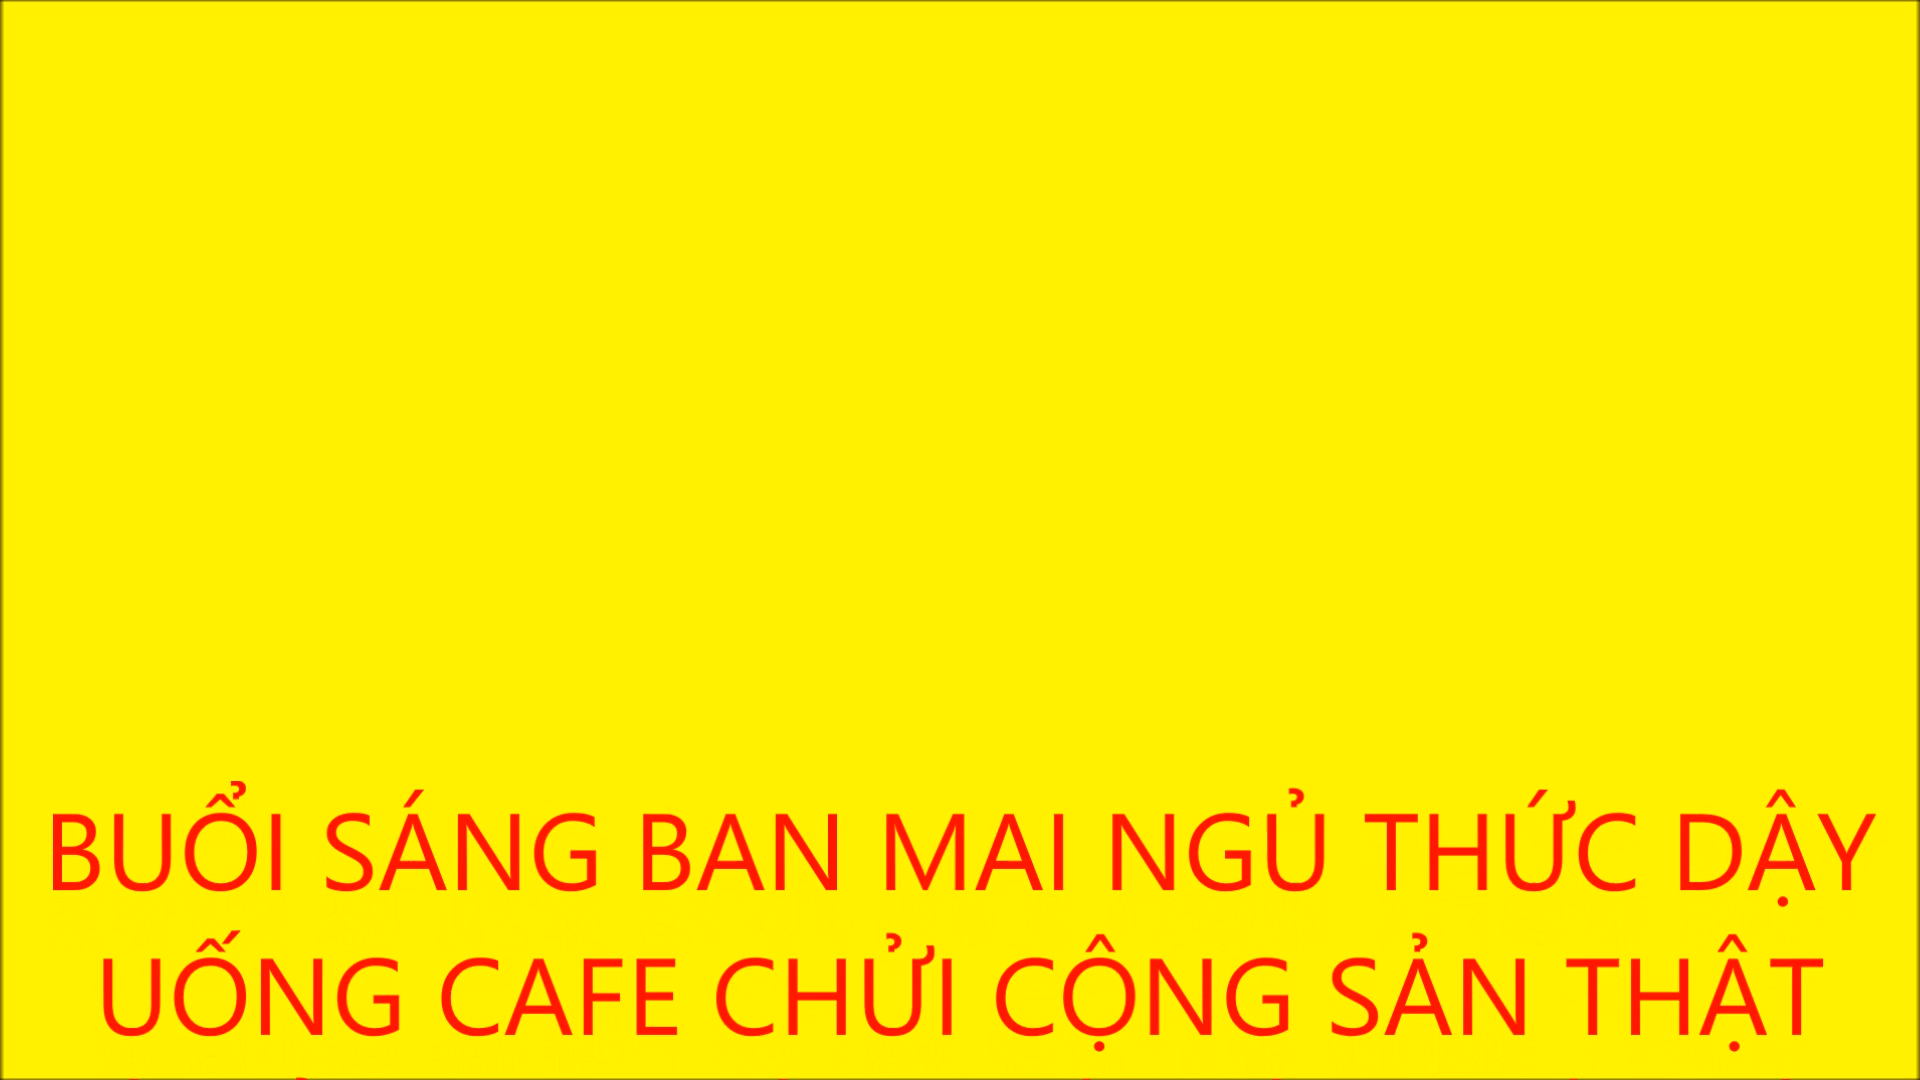 BUỔI SÁNG BAN MAI NGỦ THỨC DẬY
UỐNG CAFE CHỬI CỘNG SẢN THẬT